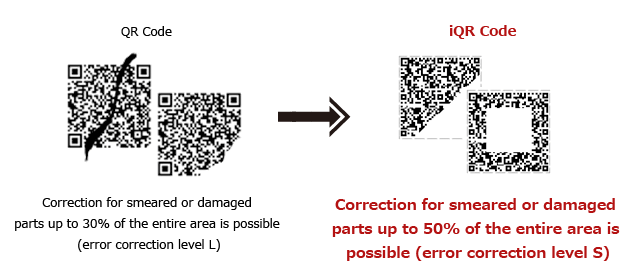 QR Code
Correction for smeared or damaged
parts up to 30% of the entire area is possible
(error correction level L)
iQR Code
Correction for smeared or damaged
parts up to 50% of the entire area is
possible (error correction level S)